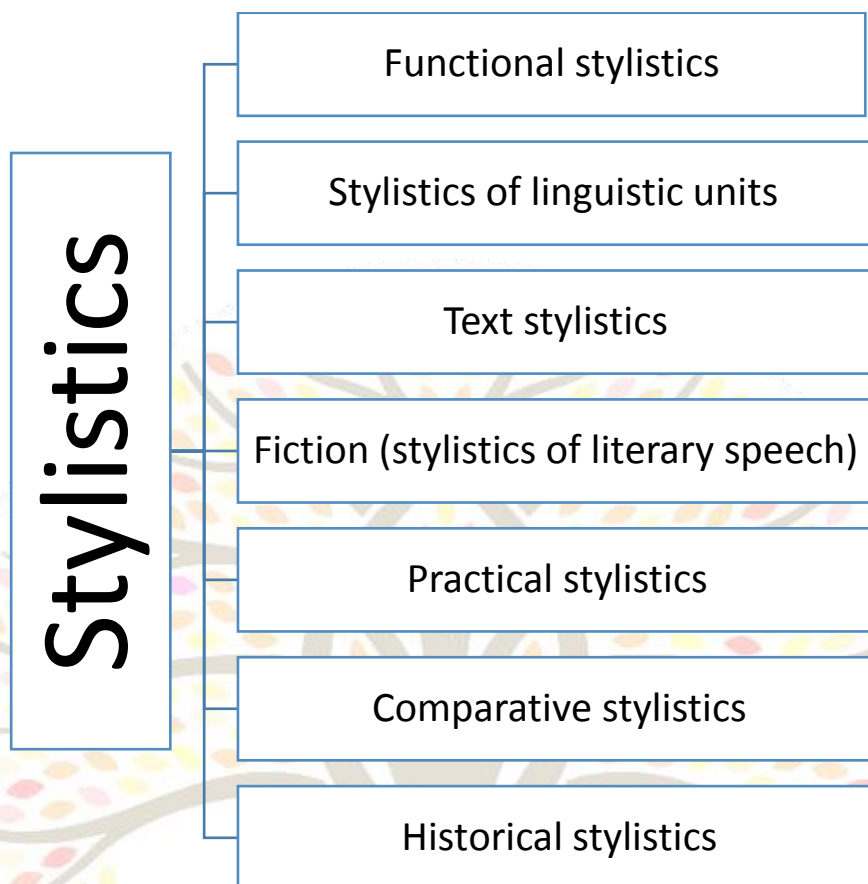 Stylistics
Functional stylistics
Stylistics of linguistic units
Text stylistics
Fiction (stylistics of literary speech)
Practical stylistics
Comparative stylistics
Historical stylistics